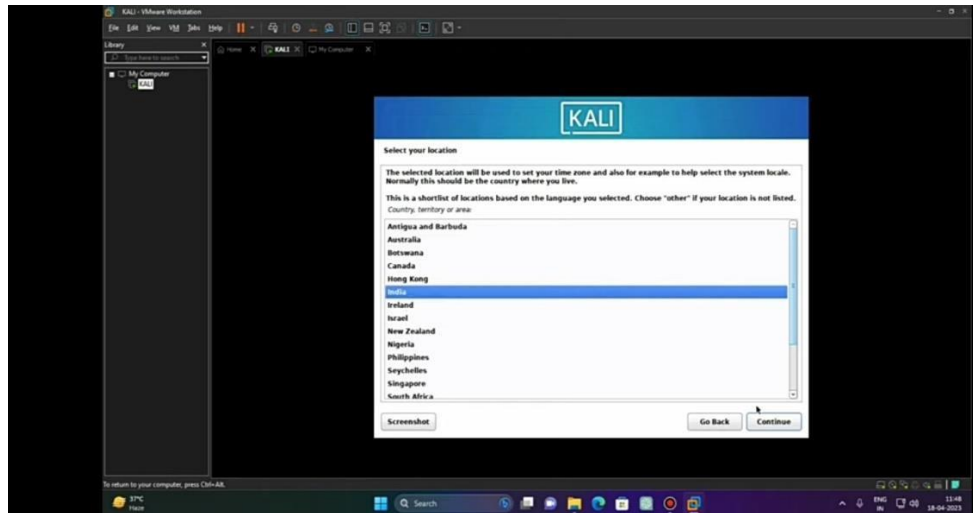 KALI - VMware Workstation
File Edit View VM Tabs Help
Library
Type here to search
Home
KALI
My Computer
My Computer
KALI
KALI
Select your location
The selected location will be used to set your time zone and also for example to help select the system locale.
Normally this should be the country where you live.
This is a shortlist of locations based on the language you selected. Choose "other" if your location is not listed.
Country, territory or area:
Antigua and Barbuda
Australia
Botswana
Canada
Hong Kong
India
Ireland
Israel
New Zealand
Nigeria
Philippines
Seychelles
Singapore
South Africa
Screenshot
Go Back
Continue
To return to your computer, press Ctrl+Alt.
37°C
Haze
Search
ENG
IN
11:48
18-04-2023